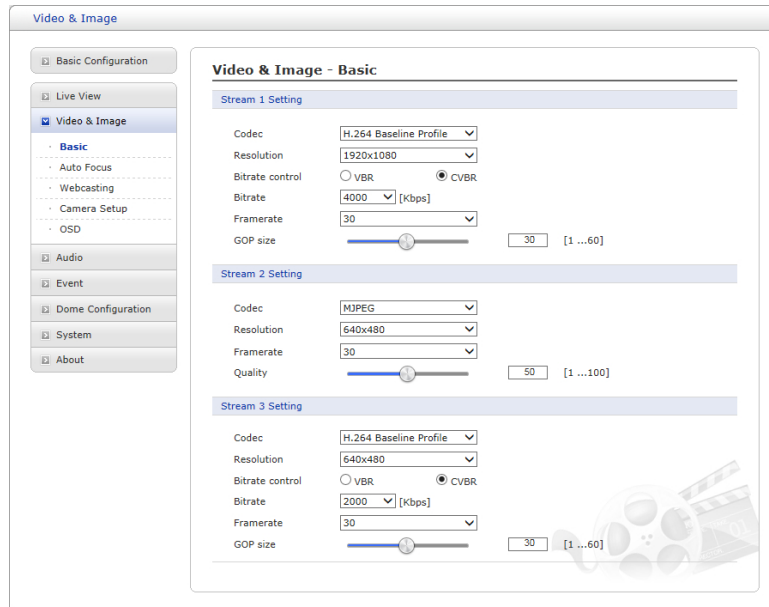 Video & Image
Basic Configuration
Live View
Video & Image
Basic
Auto Focus
Webcasting
Camera Setup
OSD
Audio
Event
Dome Configuration
System
About
Video & Image - Basic
Stream 1 Setting
Codec H.264 Baseline Profile
Resolution 1920x1080
Bitrate control VBR CVBR
Bitrate 4000 [Kbps]
Framerate 30
GOP size 30 [1 ...60]
Stream 2 Setting
Codec MJPEG
Resolution 640x480
Framerate 30
Quality 50 [1 ...100]
Stream 3 Setting
Codec H.264 Baseline Profile
Resolution 640x480
Bitrate control VBR CVBR
Bitrate 2000 [Kbps]
Framerate 30
GOP size 30 [1 ...60]